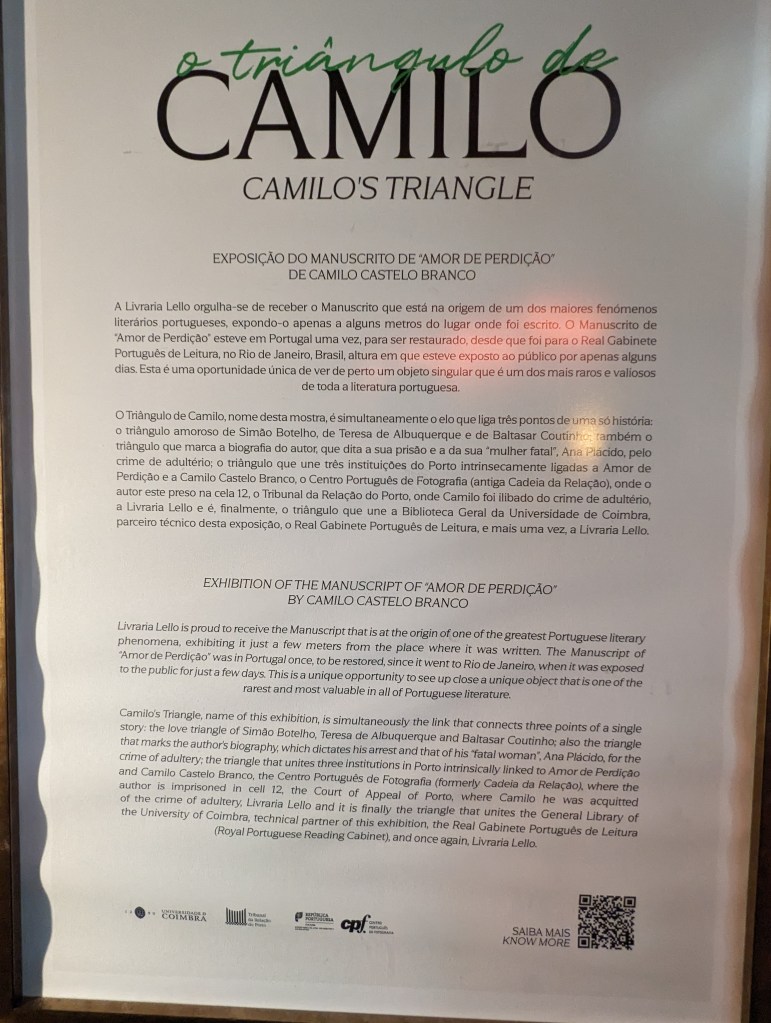 o triângulo de
CAMILO
CAMILO'S TRIANGLE
EXPOSIÇÃO DO MANUSCRITO DE "AMOR DE PERDIÇÃO"
DE CAMILO CASTELO BRANCO
A Livraria Lello orgulha-se de receber o Manuscrito que está na origem de um dos maiores fenómenos
literários portugueses, expondo-o apenas a alguns metros do lugar onde foi escrito. O Manuscrito de
"Amor de Perdição" esteve em Portugal uma vez, para ser restaurado, desde que foi para o Real Gabinete
Português de Leitura, no Rio de Janeiro, Brasil, altura em que esteve exposto ao público por apenas alguns
dias. Esta é uma oportunidade única de ver de perto um objeto singular que é um dos mais raros e valiosos
de toda a literatura portuguesa.
O Triângulo de Camilo, nome desta mostra, é simultaneamente o elo que liga três pontos de uma só história:
o triângulo amoroso de Simão Botelho, de Teresa de Albuquerque e de Baltasar Coutinho; também o
triângulo que marca a biografia do autor, que dita a sua prisão e a da sua "mulher fatal", Ana Plácido, pelo
crime de adultério; o triângulo que une três instituições do Porto intrinsecamente ligadas a Amor de
Perdição e a Camilo Castelo Branco, o Centro Português de Fotografia (antiga Cadeia da Relação), onde o
autor este preso na cela 12, o Tribunal da Relação do Porto, onde Camilo foi ilibado do crime de adultério,
a Livraria Lello e é, finalmente, o triângulo que une a Biblioteca Geral da Universidade de Coimbra,
parceiro técnico desta exposição, o Real Gabinete Português de Leitura, e mais uma vez, a Livraria Lello.
EXHIBITION OF THE MANUSCRIPT OF "AMOR DE PERDIÇÃO"
BY CAMILO CASTELO BRANCO
Livraria Lello is proud to receive the Manuscript that is at the origin of one of the greatest Portuguese literary
phenomena, exhibiting it just a few meters from the place where it was written. The Manuscript of
"Amor de Perdição" was in Portugal once, to be restored, since it went to Rio de Janeiro, when it was exposed
to the public for just a few days. This is a unique opportunity to see up close a unique object that is one of the
rarest and most valuable in all of Portuguese literature.
Camilo's Triangle, name of this exhibition, is simultaneously the link that connects three points of a single
story: the love triangle of Simão Botelho, Teresa de Albuquerque and Baltasar Coutinho; also the triangle
that marks the author's biography, which dictates his arrest and that of his "fatal woman", Ana Plácido, for the
crime of adultery; the triangle that unites three institutions in Porto intrinsically linked to Amor de Perdição
and Camilo Castelo Branco, the Centro Português de Fotografia (formerly Cadeia da Relação), where the
author is imprisoned in cell 12, the Court of Appeal of Porto, where Camilo he was acquitted
of the crime of adultery, Livraria Lello and it is finally the triangle that unites the General Library of
the University of Coimbra, technical partner of this exhibition, the Real Gabinete Português de Leitura
(Royal Portuguese Reading Cabinet), and once again, Livraria Lello.
UNIVERSIDADE D
COIMBRA
Tribunal
da Relação
do Porto
REPÚBLICA
PORTUGUESA
cpf.
CENTRO
PORTUGUÊS
DE FOTOGRAFIA
SAIBA MAIS
KNOW MORE